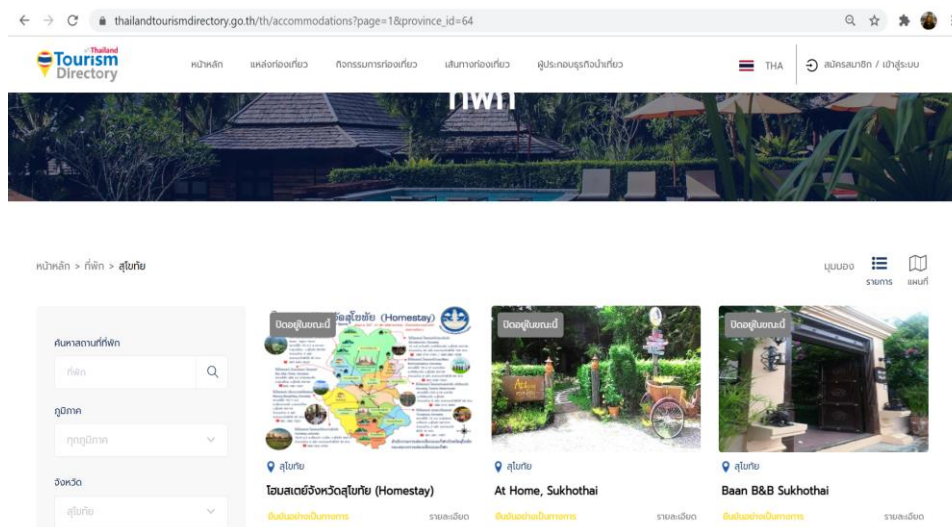 thailandtourismdirectory.go.th/th/accommodations?page=1&province_id=64
Thailand
Tourism
Directory
หน้าหลัก แหล่งท่องเที่ยว กิจกรรมการท่องเที่ยว เส้นทางท่องเที่ยว ผู้ประกอบธุรกิจนำเที่ยว THA สมัครสมาชิก / เข้าสู่ระบบ
ที่พัก
หน้าหลัก > ที่พัก > สุโขทัย
มุมมอง
รายการ แผนที่
ค้นหาสถานที่ที่พัก
ที่พัก
ภูมิภาค
ทุกภูมิภาค
จังหวัด
สุโขทัย
ปิดอยู่ในขณะนี้
จังหวัดสุโขทัย (Homestay)
สุโขทัย
โฮมสเตย์จังหวัดสุโขทัย (Homestay)
ยืนยันอย่างเป็นทางการ รายละเอียด
ปิดอยู่ในขณะนี้
At
สุโขทัย
At Home, Sukhothai
ยืนยันอย่างเป็นทางการ รายละเอียด
ปิดอยู่ในขณะนี้
สุโขทัย
Baan B&B Sukhothai
ยืนยันอย่างเป็นทางการ รายละเอียด